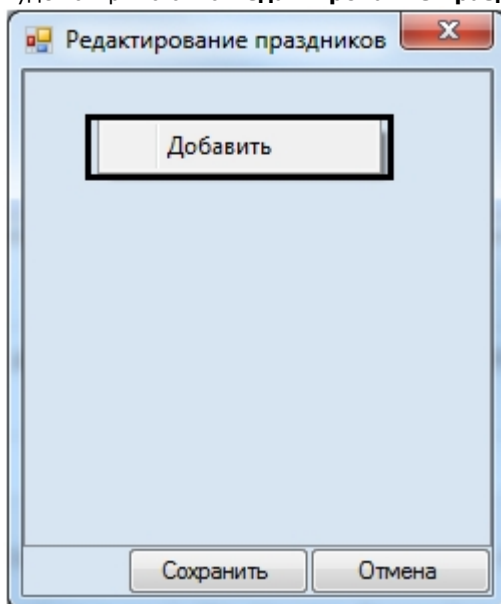 Редактирование праздников
Добавить
Сохранить
Отмена